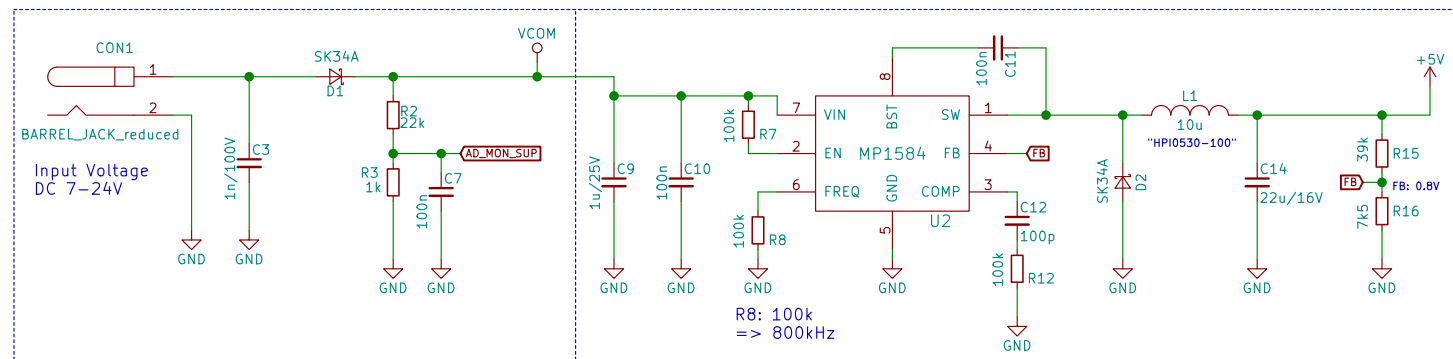 CON1
1
2
BARREL_JACK_reduced
Input Voltage
DC 7-24V
GND
C3
1n/100V
GND
SK34A
D1
R2
22k
R3
1k
GND
C7
100n
GND
AD_MON_SUP
VCOM
C9
1u/25V
GND
C10
100n
GND
R7
100k
R8
100k
GND
R8: 100k
=> 800kHz
7
VIN
2
EN
6
FREQ
8
BST
MP1584
GND
5
SW
1
FB
4
COMP
3
U2
GND
FB
C11
100n
C12
100p
R12
100k
GND
SK34A
D2
GND
L1
10u
"HPI0530-100"
C14
22u/16V
GND
+5V
39k
R15
FB
FB: 0.8V
7k5
R16
GND